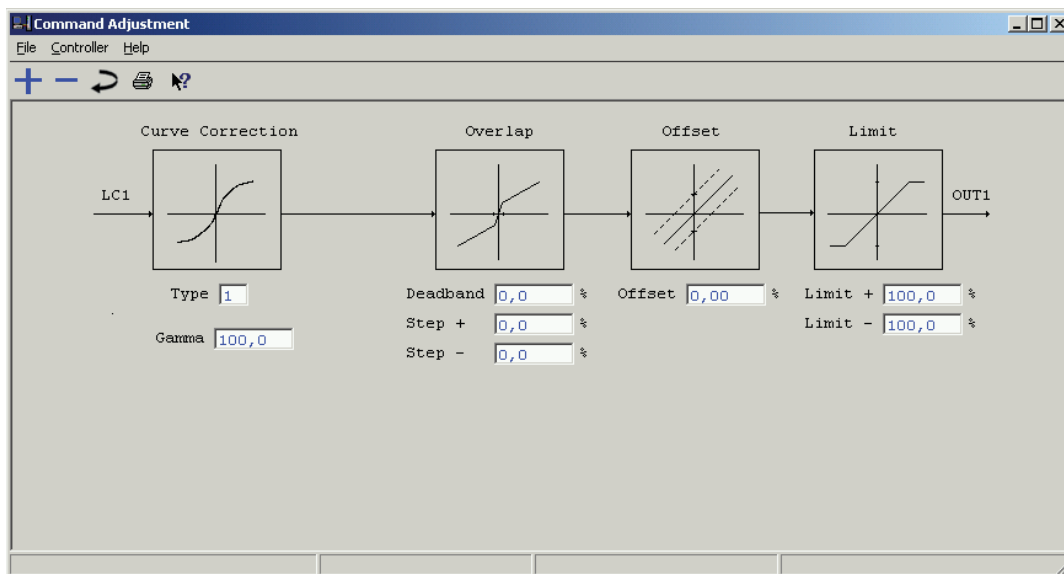 Command Adjustment
File Controller Help
Curve Correction Overlap Offset Limit
LC1 OUT1
Type 1 Deadband 0,0 % Offset 0,00 % Limit + 100,0 %
Gamma 100,0 Step + 0,0 % Limit - 100,0 %
Step - 0,0 %